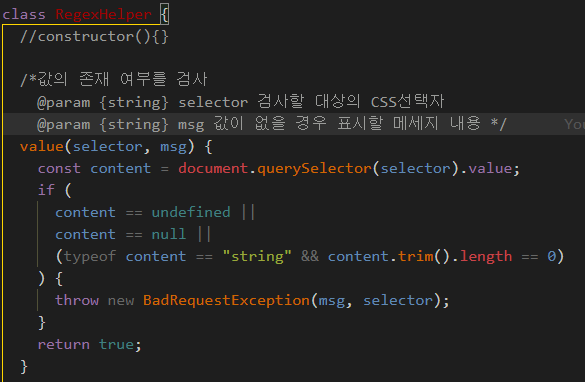 class RegexHelper {
//constructor(){}
/*값의 존재 여부를 검사
@param {string} selector 검사할 대상의 CSS선택자
@param {string} msg 값이 없을 경우 표시할 메세지 내용 */
value(selector, msg) {
const content = document.querySelector(selector).value;
if (
content == undefined ||
content == null ||
(typeof content == "string" && content.trim().length == 0)
) {
throw new BadRequestException(msg, selector);
}
return true;
}